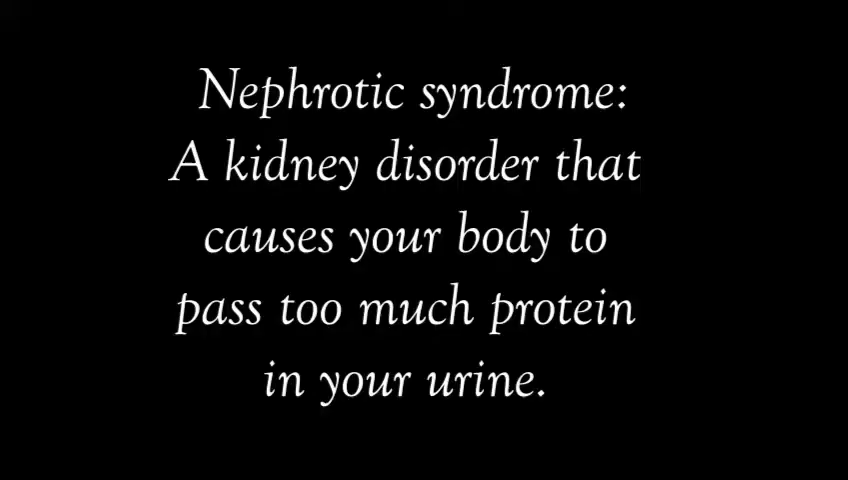 Nephrotic syndrome:
A kidney disorder that
causes your body to
pass too much protein
in your urine.